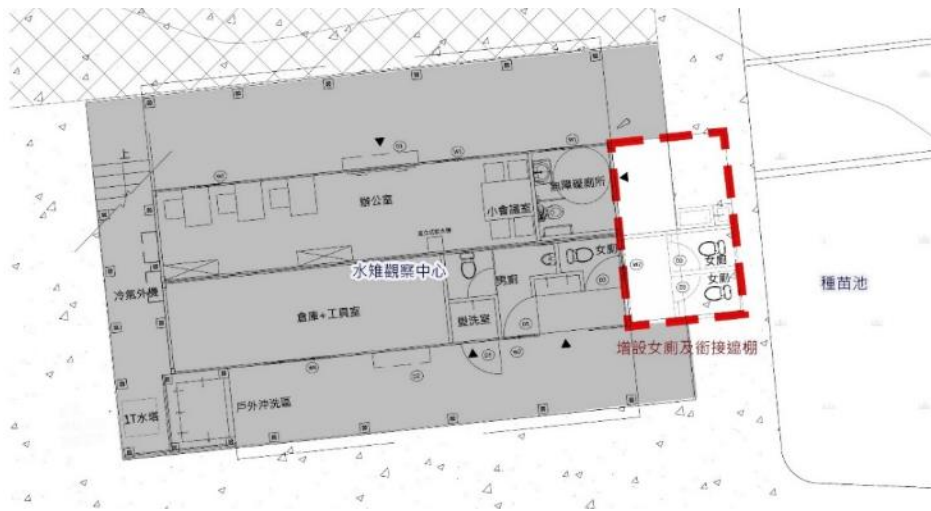 上
辦公室
小會議室
無障礙廁所
水雉觀察中心
冷氣外機
倉庫+工具室
男廁
女廁
女廁
女廁
盥洗室
種苗池
增設女廁及銜接遮棚
戶外沖洗區
1T水塔